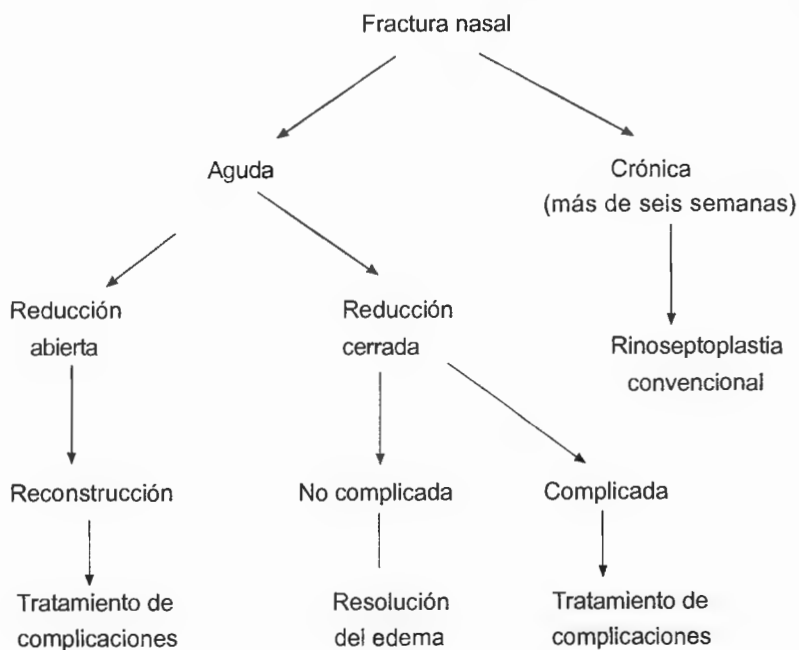 Fractura nasal
Aguda
Crónica
(más de seis semanas)
Reducción
abierta
Reducción
cerrada
Rinoseptoplastia
convencional
Reconstrucción
No complicada
Complicada
Tratamiento de
complicaciones
Resolución
del edema
Tratamiento de
complicaciones